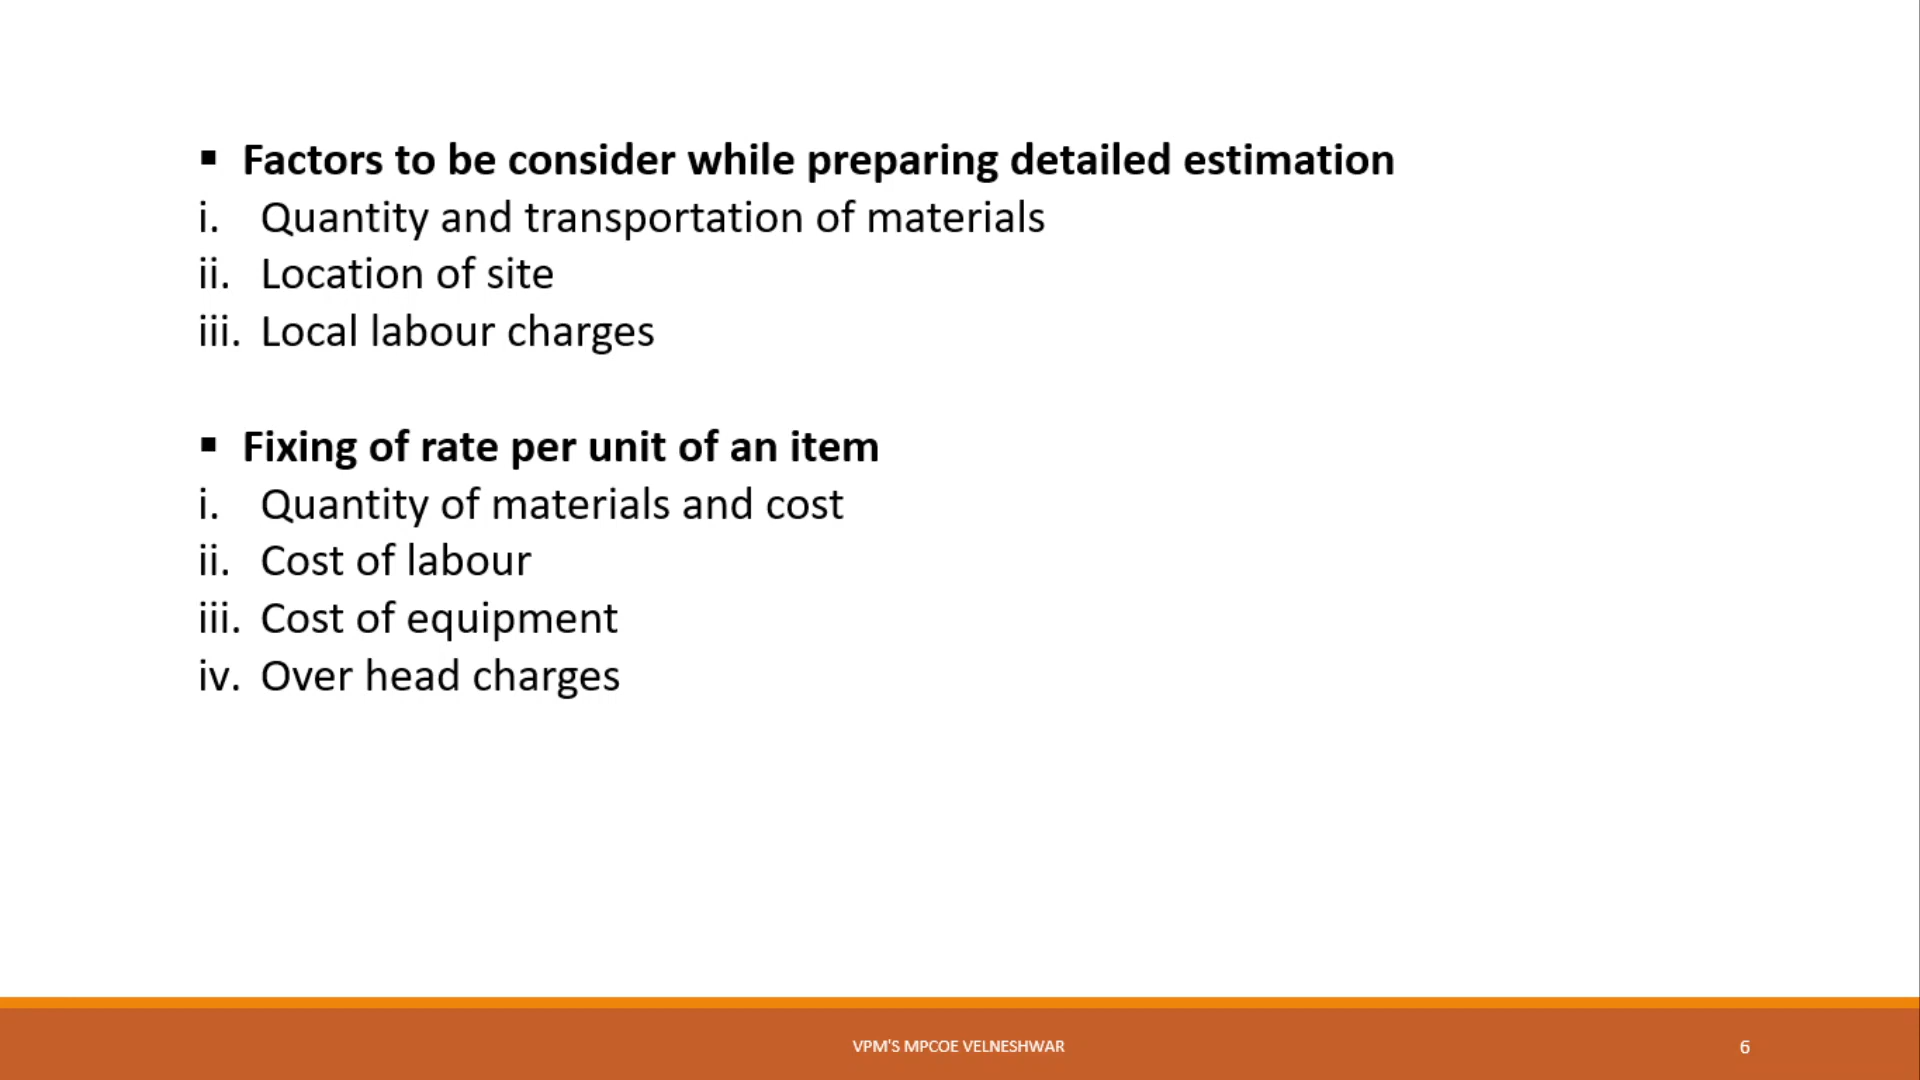 ▪ Factors to be consider while preparing detailed estimation
i. Quantity and transportation of materials
ii. Location of site
iii. Local labour charges
▪ Fixing of rate per unit of an item
i. Quantity of materials and cost
ii. Cost of labour
iii. Cost of equipment
iv. Over head charges
VPM'S MPCOE VELNESHWAR
6